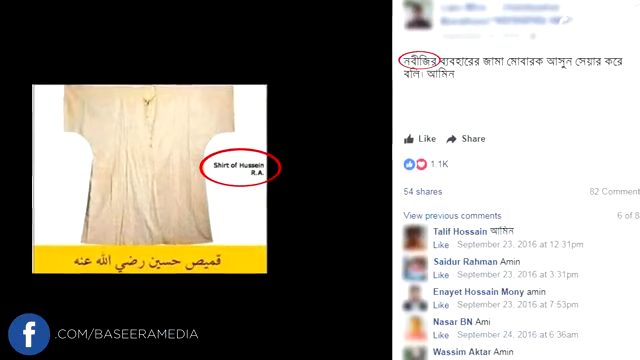 নবীজির ব্যবহারের জামা মোবারক আসুন সেয়ার করে
বলি। আমিন
Like Share
1.1K
54 shares
82 Comment
View previous comments
6 of 8
Talif Hossain আমিন
Like September 23, 2016 at 12:31pm
Saidur Rahman Amin
Like September 23, 2016 at 3:31pm
Enayet Hossain Mony amin
Like September 23, 2016 at 7:53pm
Nasar BN Ami
Like September 24, 2016 at 6:36am
Wassim Aktar Amin
Shirt of Hussein
R.A.
قميص حسين رضي الله عنه
f .COM/BASEERAMEDIA